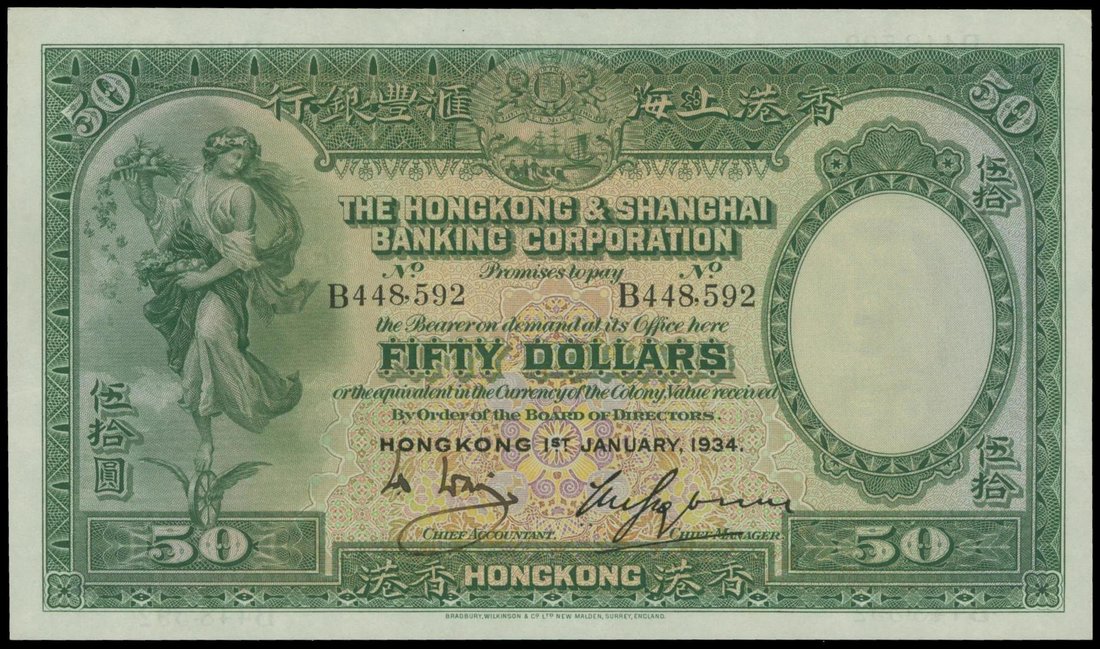 50 香港上海滙豐銀行 50
THE HONGKONG & SHANGHAI
BANKING CORPORATION
No Promises to pay No
B448,592 B448,592
the Bearer on demand at its Office here
FIFTY DOLLARS
or the equivalent in the Currency of the Colony, Value received
By Order of the BOARD OF DIRECTORS.
HONGKONG 1ST JANUARY, 1934.
CHIEF ACCOUNTANT. CHIEF MANAGER
伍拾圓
伍拾
伍拾
50 50
香港 HONGKONG 香港
BRADBURY, WILKINSON & Co LTD NEW MALDEN, SURREY, ENGLAND.